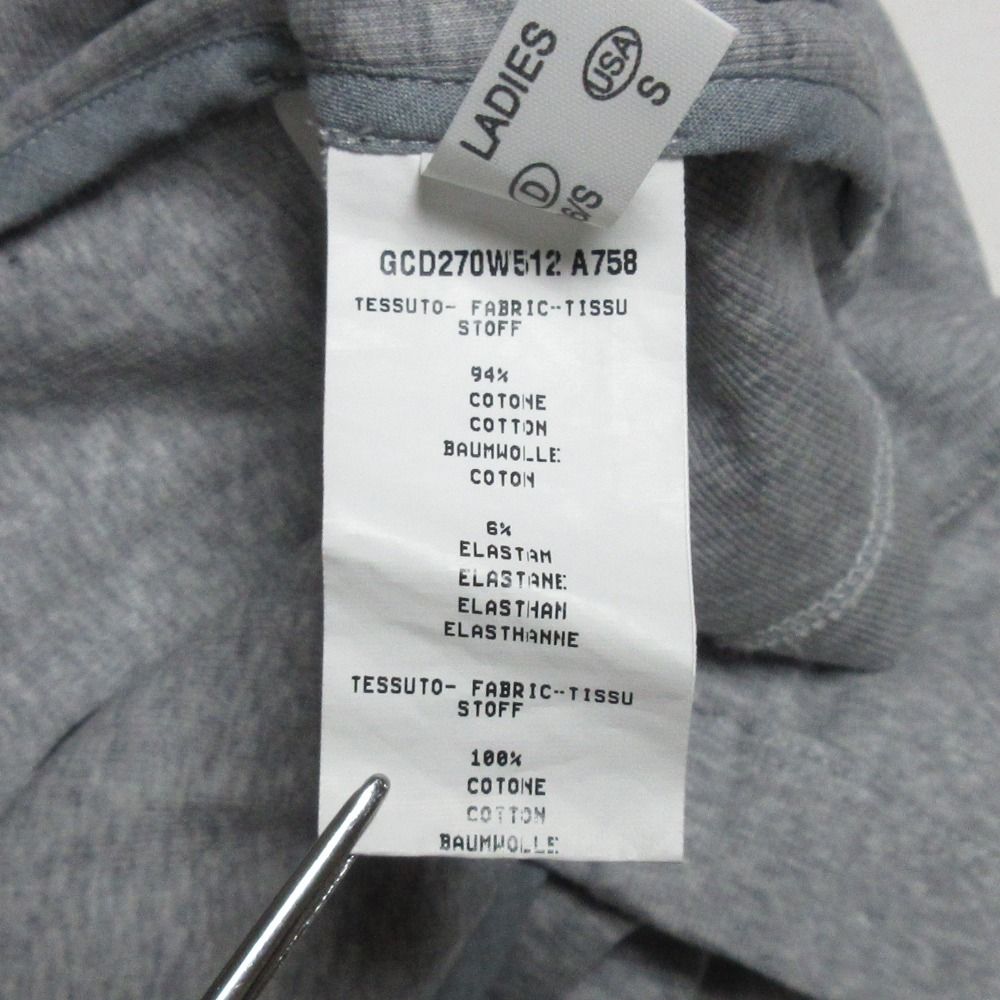 LADIES
USA S
D
GCD270W512 A758
TESSUTO- FABRIC-TISSU
STOFF
94%
COTONE
COTTON
BAUMWOLLE
COTON
6%
ELASTAM
ELASTANE
ELASTHAN
ELASTHANNE
TESSUTO- FABRIC-TISSU
STOFF
100%
COTONE
COTTON
BAUMWOLLE